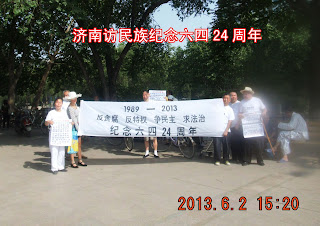 济南访民族纪念六四24周年
1989 — 2013
反贪腐 反特权 争民主 求法治
纪念六四24周年
2013.6.2 15:20